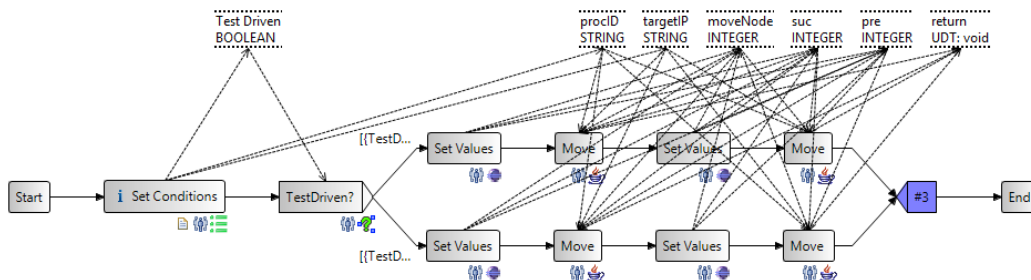 Test Driven
BOOLEAN
procID
STRING
targetIP
STRING
moveNode
INTEGER
suc
INTEGER
pre
INTEGER
return
UDT: void
[{TestD...
Set Values
Move
Set Values
Move
Start
i Set Conditions
TestDriven?
#3
End
[{TestD...
Set Values
Move
Set Values
Move